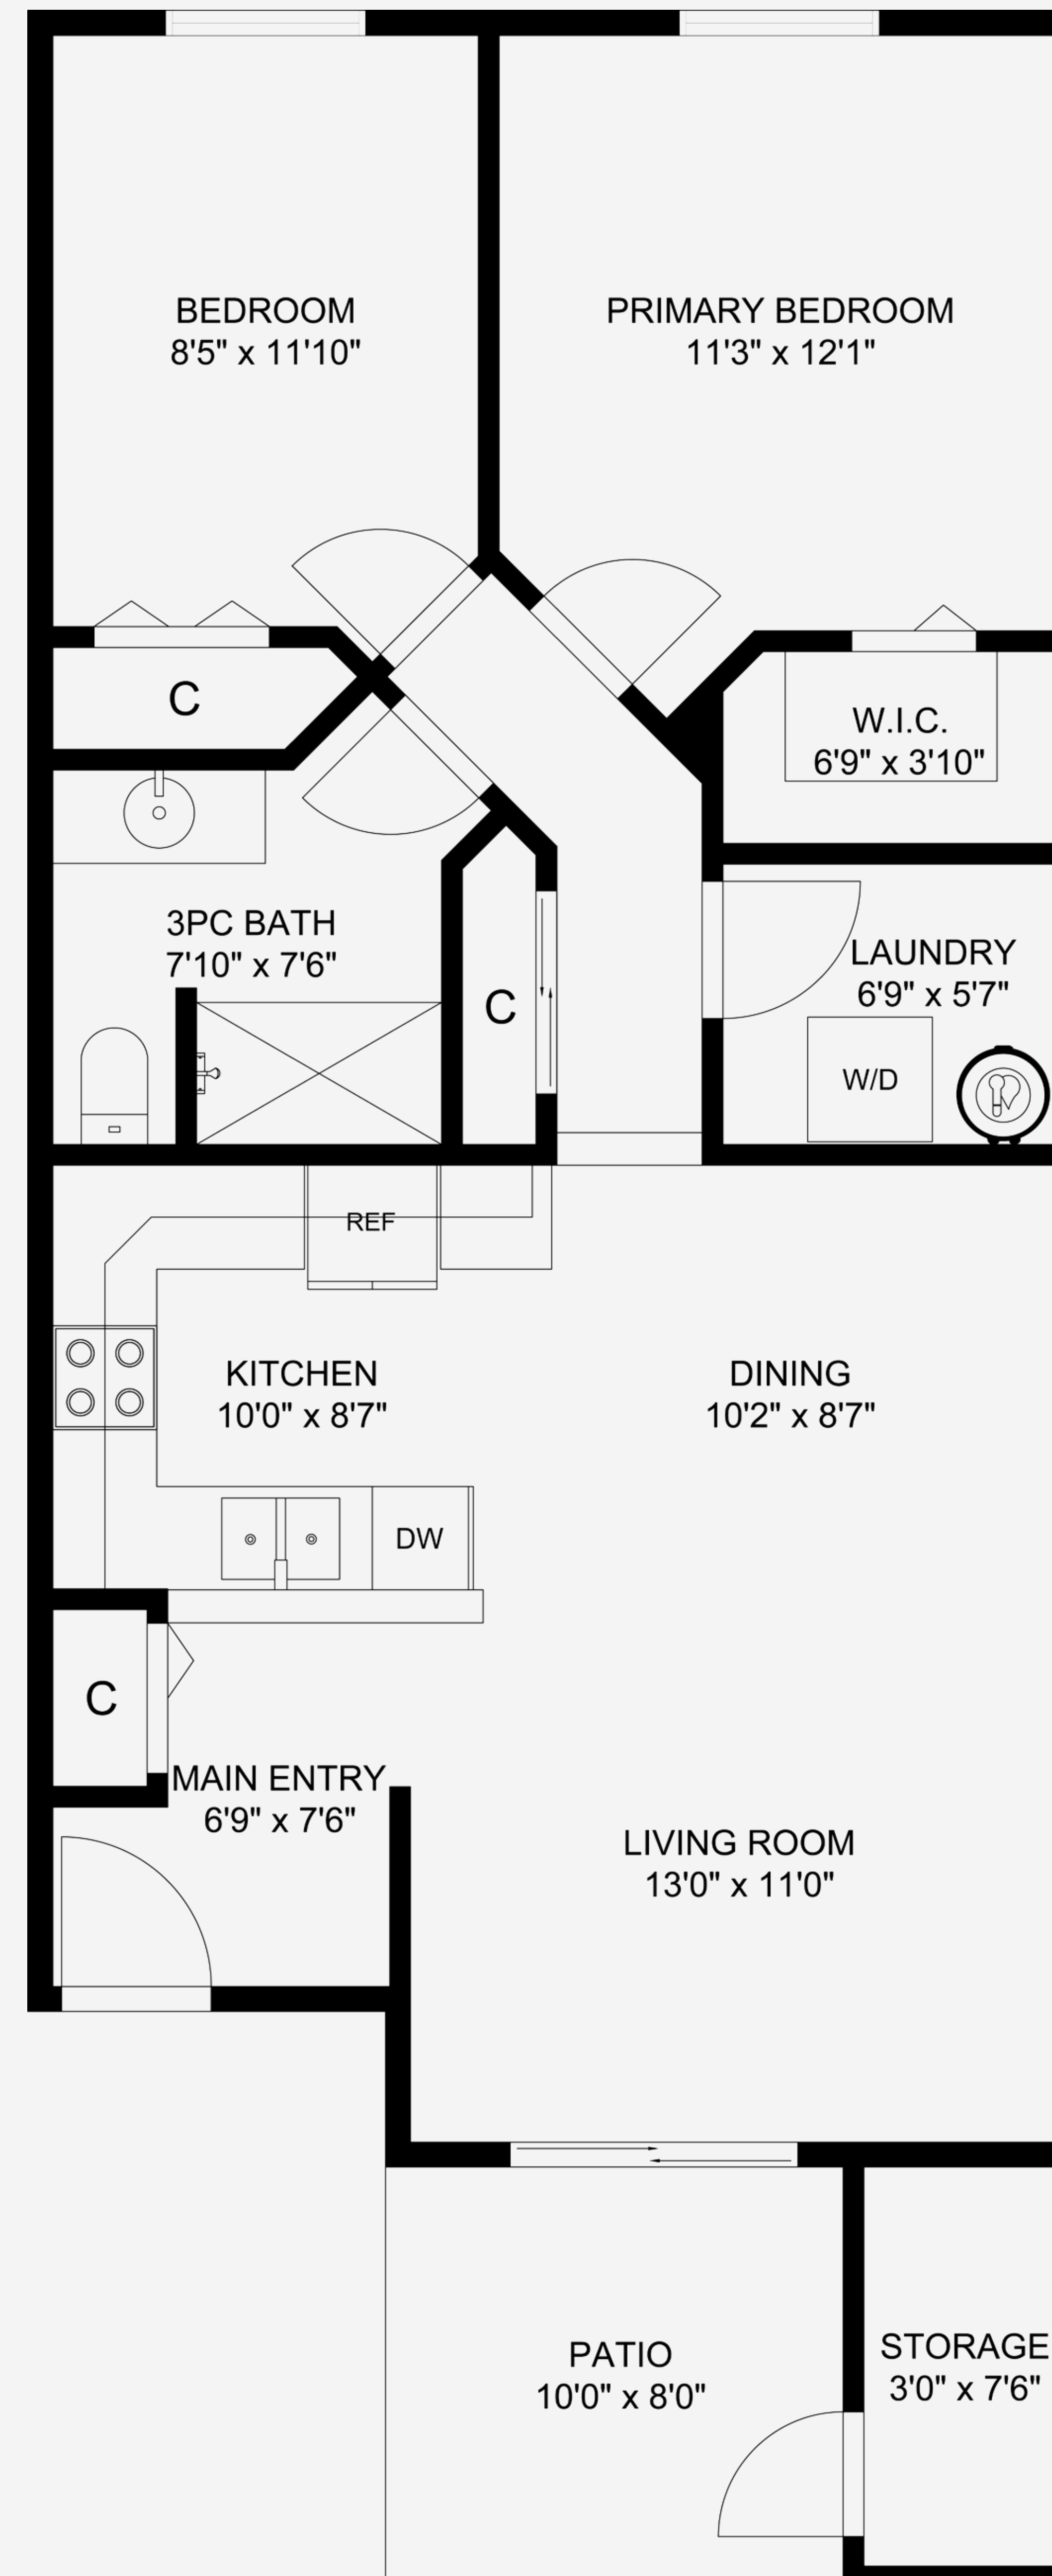 BEDROOM
8'5" x 11'10"
PRIMARY BEDROOM
11'3" x 12'1"
C
W.I.C.
6'9" x 3'10"
3PC BATH
7'10" x 7'6"
C
LAUNDRY
6'9" x 5'7"
W/D
REF
KITCHEN
10'0" x 8'7"
DINING
10'2" x 8'7"
DW
C
MAIN ENTRY
6'9" x 7'6"
LIVING ROOM
13'0" x 11'0"
PATIO
10'0" x 8'0"
STORAGE
3'0" x 7'6"